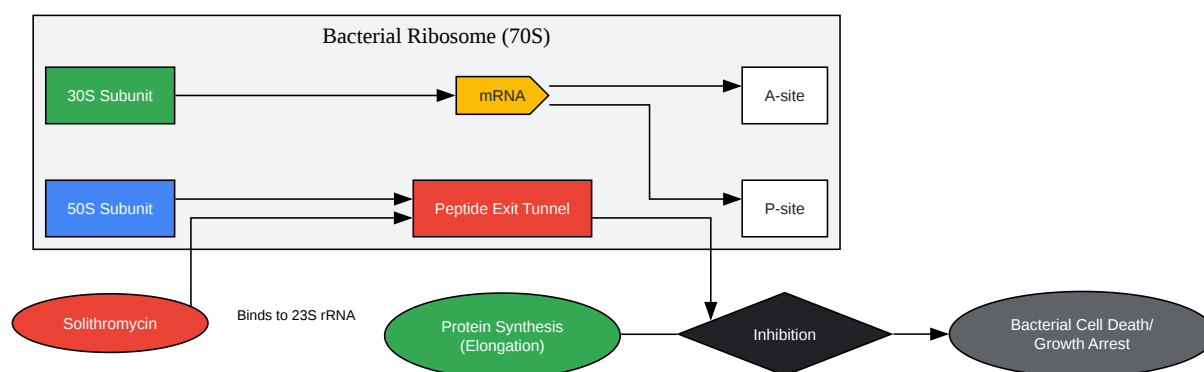 Bacterial Ribosome (70S)
30S Subunit
mRNA
A-site
50S Subunit
Peptide Exit Tunnel
P-site
Solithromycin
Binds to 23S rRNA
Protein Synthesis
(Elongation)
Inhibition
Bacterial Cell Death/
Growth Arrest